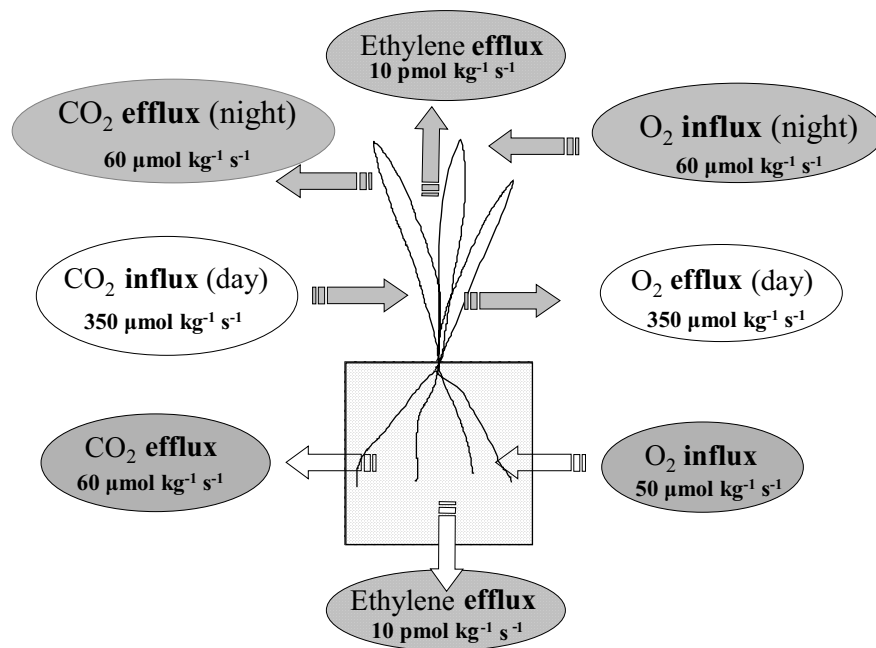 Ethylene efflux
10 pmol kg⁻¹ s⁻¹
CO₂ efflux (night)
60 µmol kg⁻¹ s⁻¹
O₂ influx (night)
60 µmol kg⁻¹ s⁻¹
CO₂ influx (day)
350 µmol kg⁻¹ s⁻¹
O₂ efflux (day)
350 µmol kg⁻¹ s⁻¹
CO₂ efflux
60 µmol kg⁻¹ s⁻¹
O₂ influx
50 µmol kg⁻¹ s⁻¹
Ethylene efflux
10 pmol kg⁻¹ s⁻¹